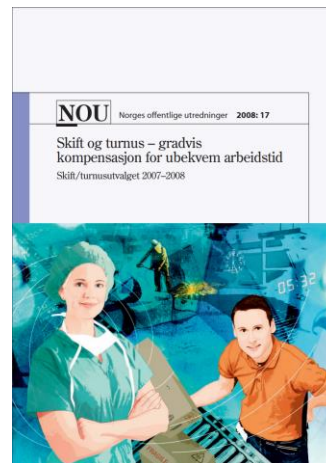 NOU Norges offentlige utredninger 2008: 17
Skift og turnus – gradvis
kompensasjon for ubekvem arbeidstid
Skift/turnusutvalget 2007–2008
05:32